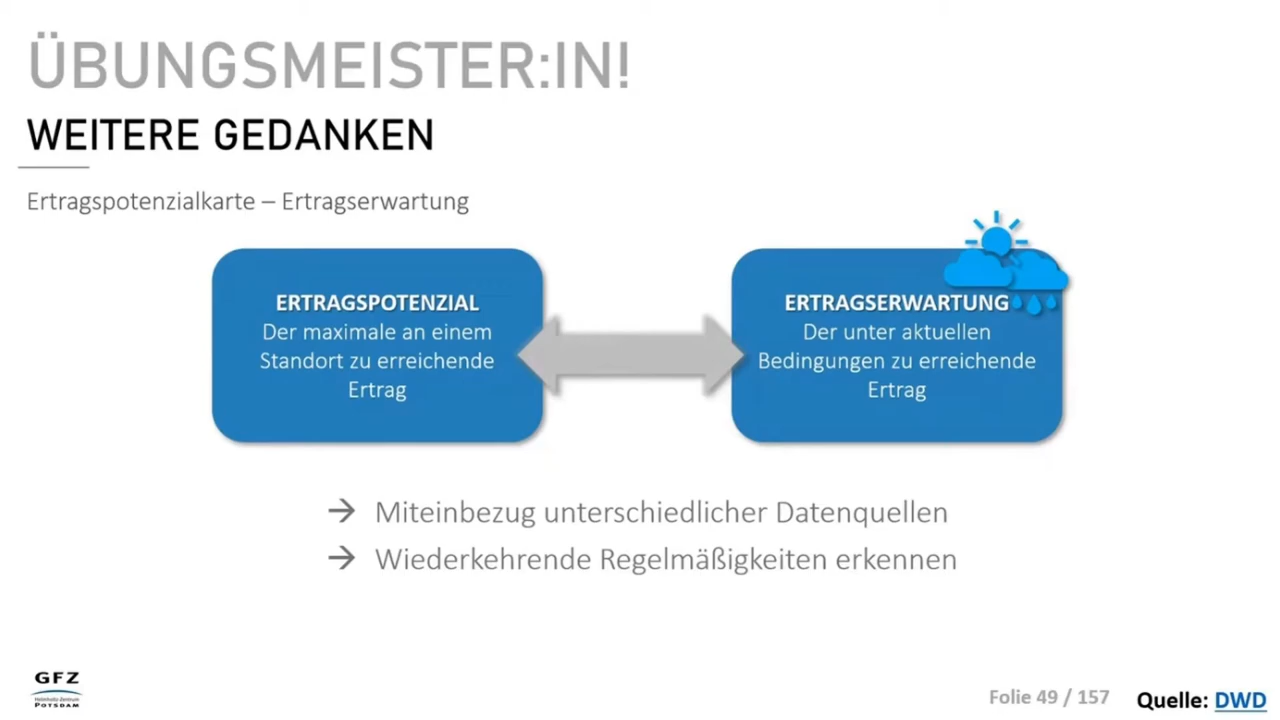 ÜBUNGSMEISTER:IN!
WEITERE GEDANKEN
Ertragspotenzialkarte – Ertragserwartung
ERTRAGSPOTENZIAL
Der maximale an einem
Standort zu erreichende
Ertrag
ERTRAGSERWARTUNG
Der unter aktuellen
Bedingungen zu erreichende
Ertrag
→ Miteinbezug unterschiedlicher Datenquellen
→ Wiederkehrende Regelmäßigkeiten erkennen
GFZ
Helmholtz Zentrum
POTSDAM
Folie 49 / 157
Quelle: DWD